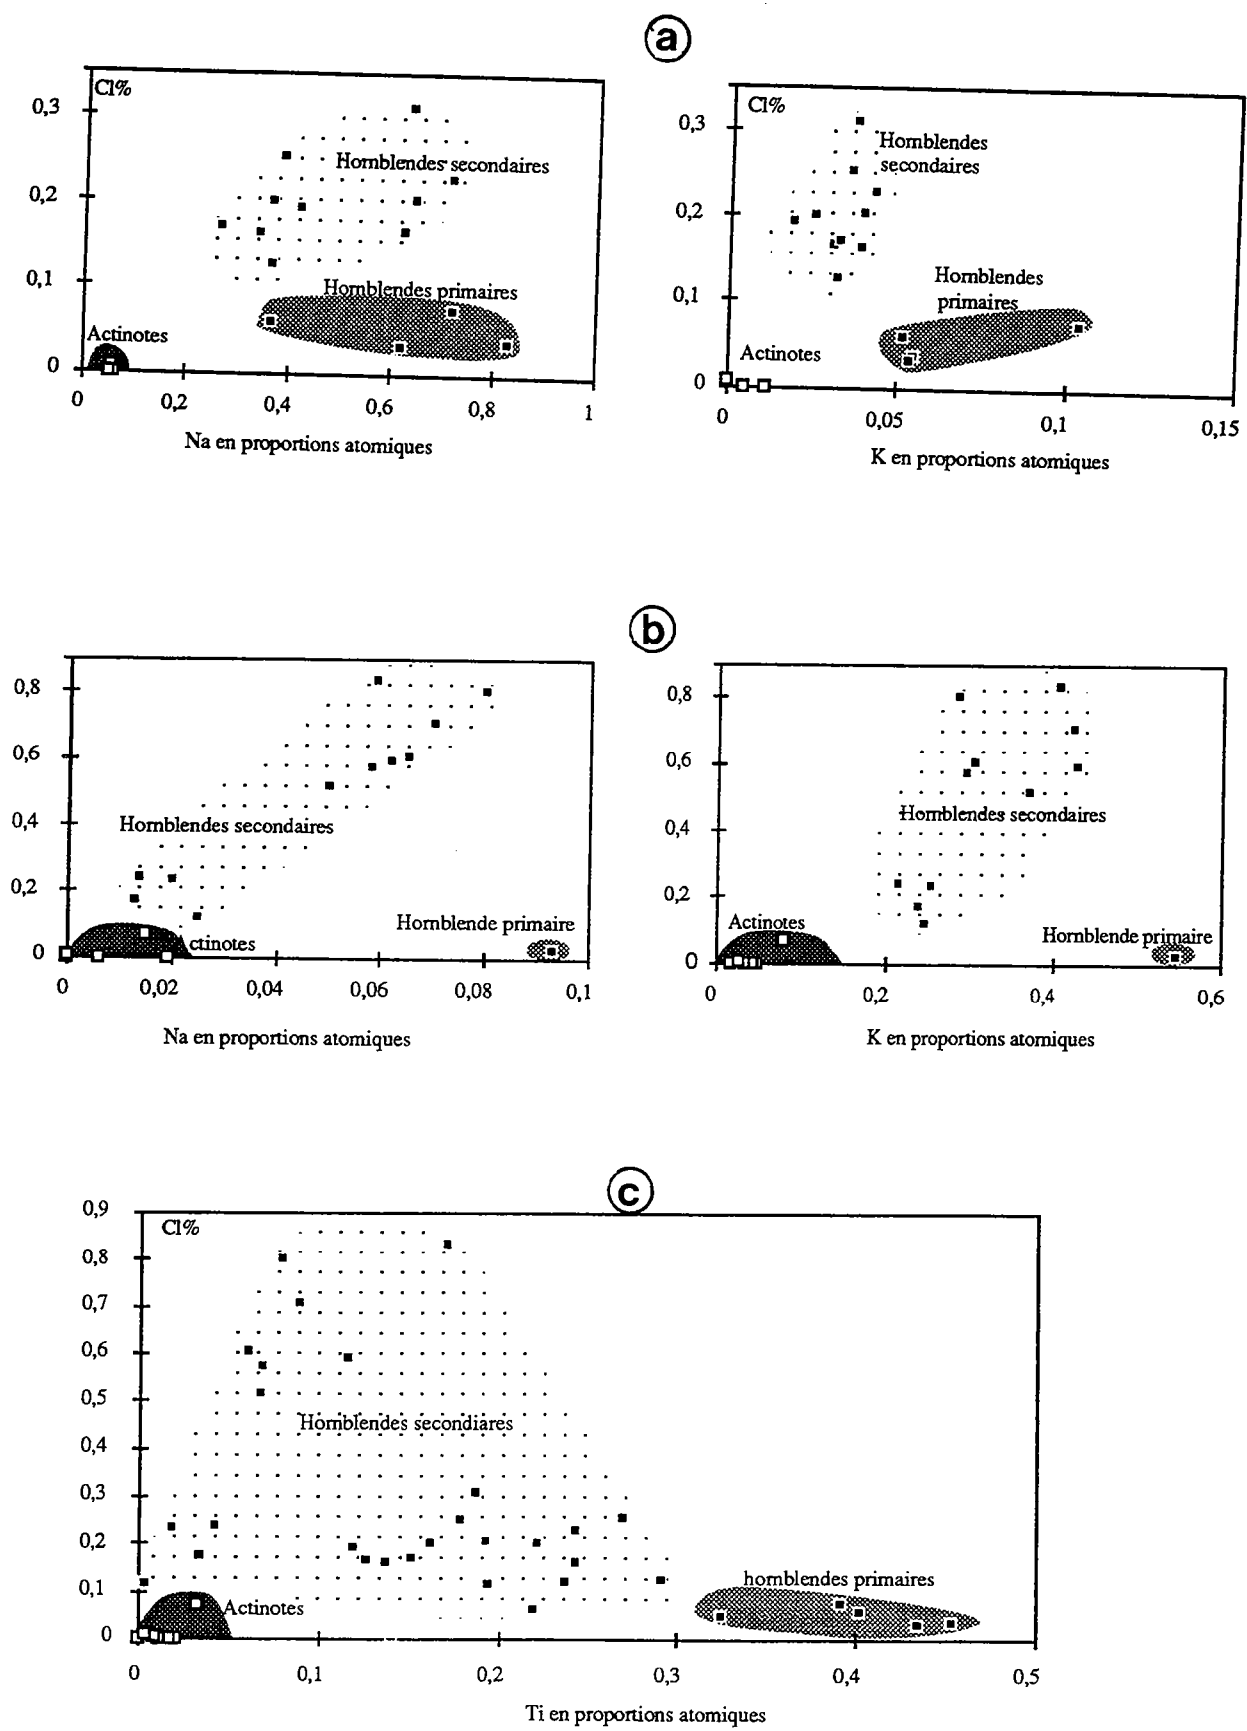 a
Cl%
0,3
0,2
0,1
0
Hornblendes secondaires
Hornblendes primaires
Actinotes
0 0,2 0,4 0,6 0,8 1
Na en proportions atomiques
Cl%
0,3
0,2
0,1
0
Hornblendes
secondaires
Hornblendes
primaires
Actinotes
0 0,05 0,1 0,15
K en proportions atomiques
b
0,8
0,6
0,4
0,2
0
Hornblendes secondaires
Hornblende primaire
ctinotes
0 0,02 0,04 0,06 0,08 0,1
Na en proportions atomiques
0,8
0,6
0,4
0,2
0
Hornblendes secondaires
Actinotes
Hornblende primaire
0 0,2 0,4 0,6
K en proportions atomiques
c
0,9
Cl%
0,8
0,7
0,6
0,5
0,4
0,3
0,2
0,1
0
Hornblendes secondiares
hornblendes primaires
Actinotes
0 0,1 0,2 0,3 0,4 0,5
Ti en proportions atomiques